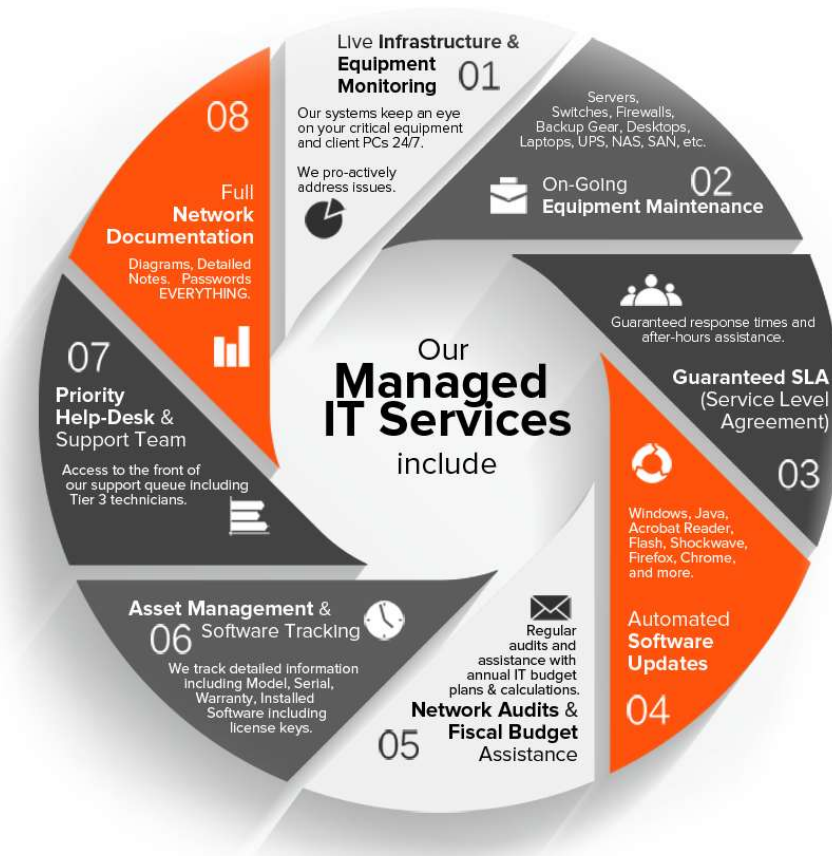 Our
Managed
IT Services
include
Live Infrastructure &
Equipment
Monitoring
01
Our systems keep an eye
on your critical equipment
and client PCs 24/7.
We pro-actively
address issues.
Servers,
Switches, Firewalls,
Backup Gear, Desktops,
Laptops, UPS, NAS, SAN, etc.
On-Going
02
Equipment Maintenance
Guaranteed response times and
after-hours assistance.
Guaranteed SLA
(Service Level
Agreement)
03
Windows, Java,
Acrobat Reader,
Flash, Shockwave,
Firefox, Chrome,
and more.
Automated
Software
Updates
04
Regular
audits and
assistance with
annual IT budget
plans & calculations.
Network Audits &
05
Fiscal Budget
Assistance
Asset Management &
06
Software Tracking
We track detailed information
including Model, Serial,
Warranty, Installed
Software including
license keys.
07
Priority
Help-Desk &
Support Team
Access to the front of
our support queue including
Tier 3 technicians.
08
Full
Network
Documentation
Diagrams, Detailed
Notes. Passwords
EVERYTHING.